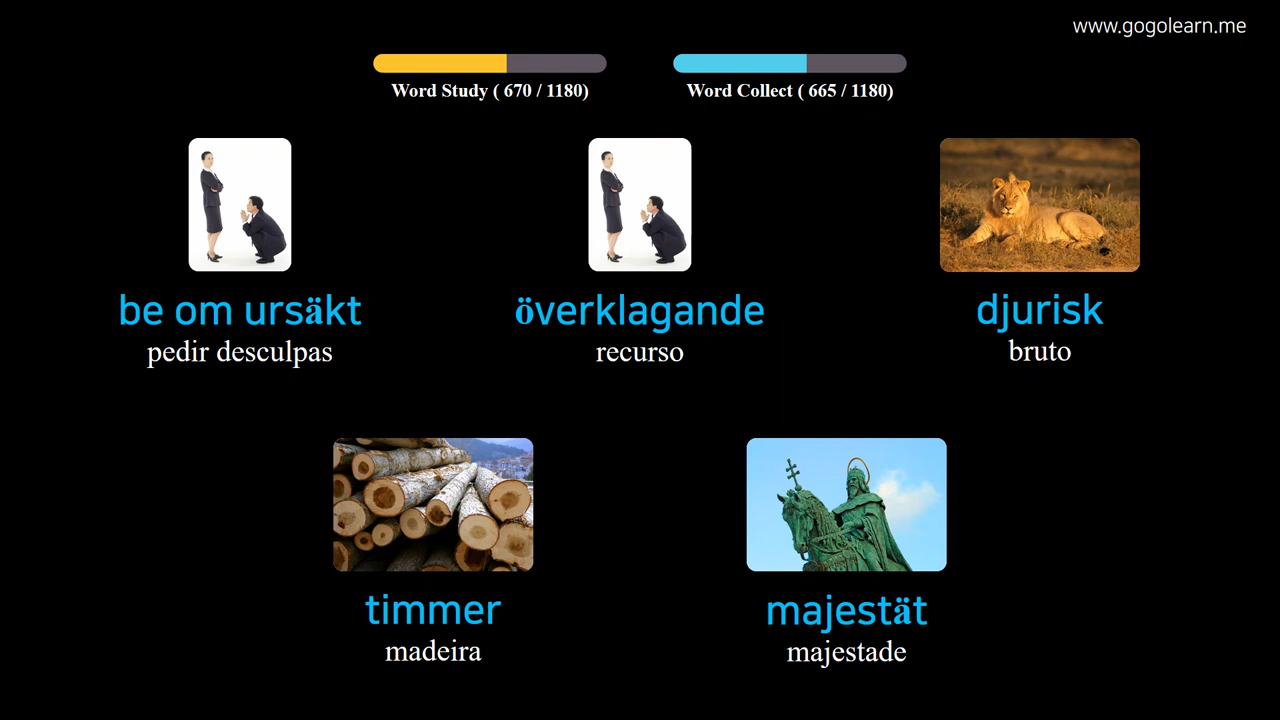 www.gogolearn.me
Word Study ( 670 / 1180)
Word Collect ( 665 / 1180)
be om ursäkt
pedir desculpas
överklagande
recurso
djurisk
bruto
timmer
madeira
majestät
majestade